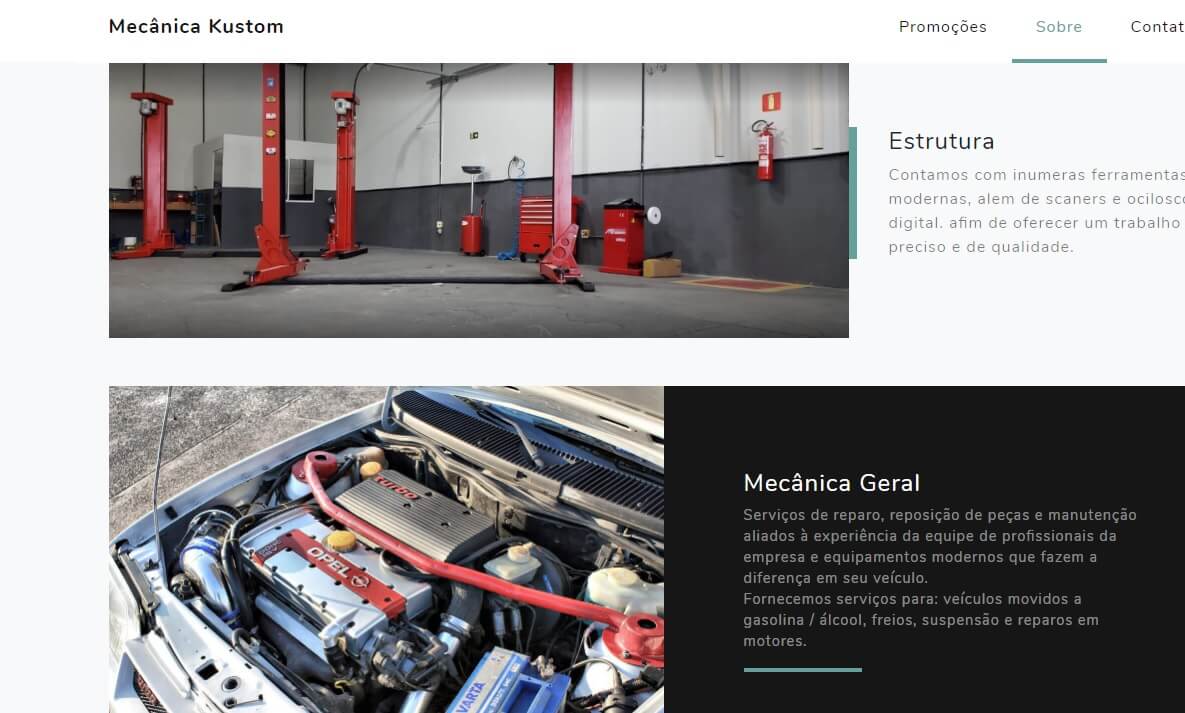 Mecânica Kustom
Promoções
Sobre
Contat
Estrutura
Contamos com inumeras ferramentas
modernas, alem de scaners e ocilosc
digital. afim de oferecer um trabalho
preciso e de qualidade.
turbo
OPEL
VARTA
Mecânica Geral
Serviços de reparo, reposição de peças e manutenção
aliados à experiência da equipe de profissionais da
empresa e equipamentos modernos que fazem a
diferença em seu veículo.
Fornecemos serviços para: veículos movidos a
gasolina / álcool, freios, suspensão e reparos em
motores.